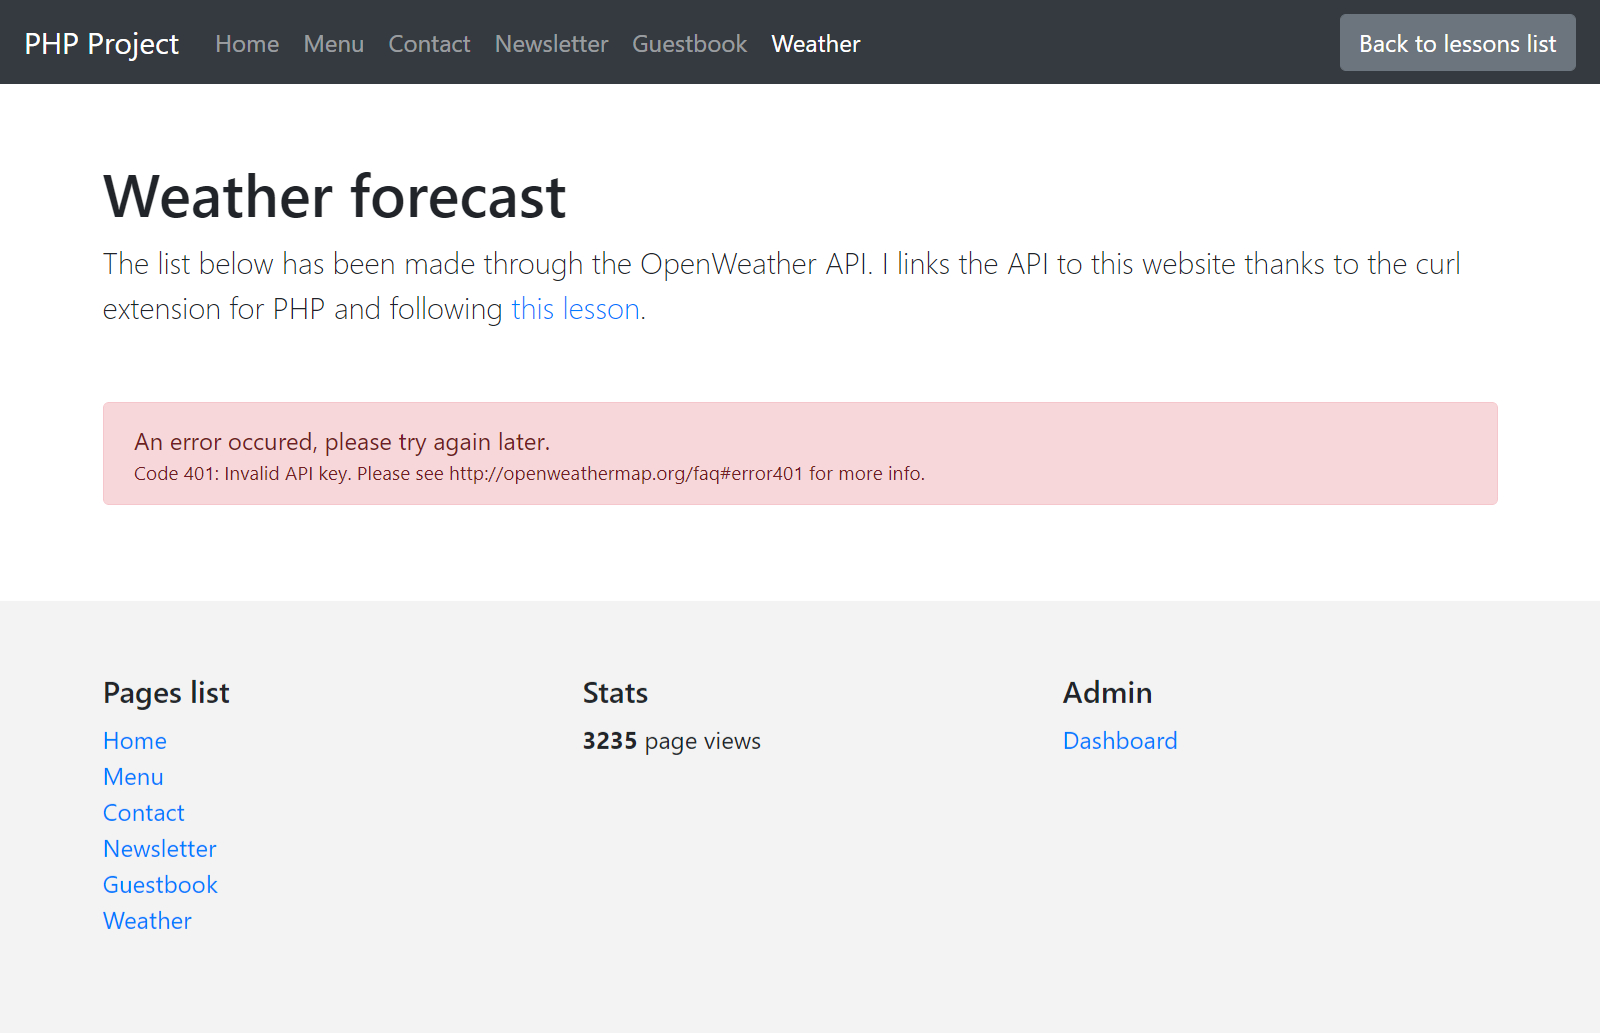 PHP Project Home Menu Contact Newsletter Guestbook Weather Back to lessons list
Weather forecast
The list below has been made through the OpenWeather API. I links the API to this website thanks to the curl
extension for PHP and following this lesson.
An error occured, please try again later.
Code 401: Invalid API key. Please see http://openweathermap.org/faq#error401 for more info.
Pages list
Home
Menu
Contact
Newsletter
Guestbook
Weather
Stats
3235 page views
Admin
Dashboard